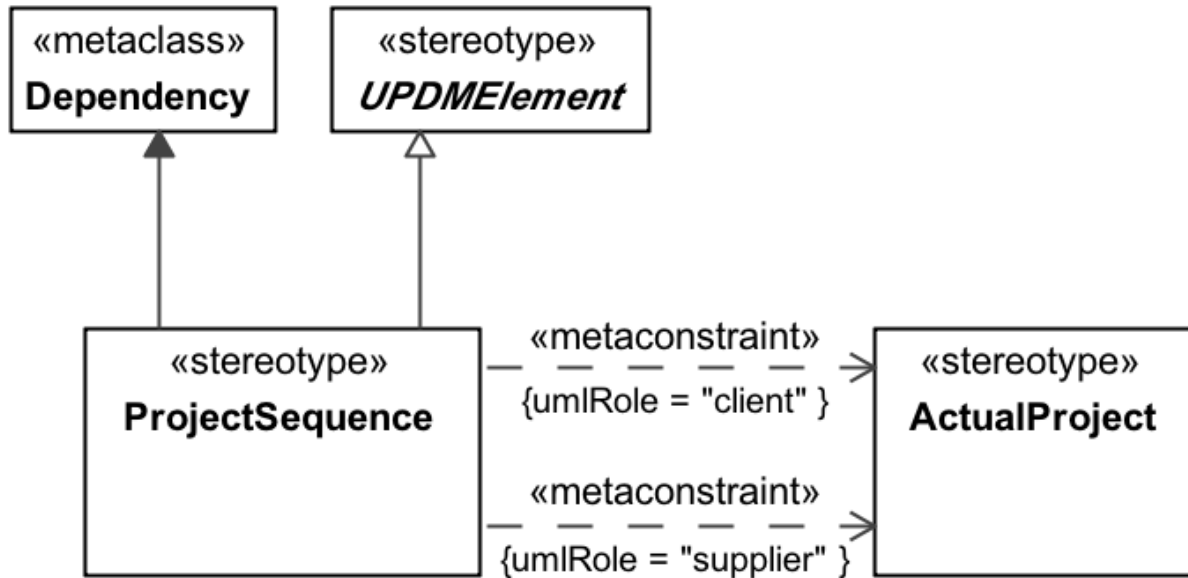 «metaclass»
Dependency
«stereotype»
UPDMElement
«stereotype»
ProjectSequence
«metaconstraint»
{umlRole = "client" }
«metaconstraint»
{umlRole = "supplier" }
«stereotype»
ActualProject